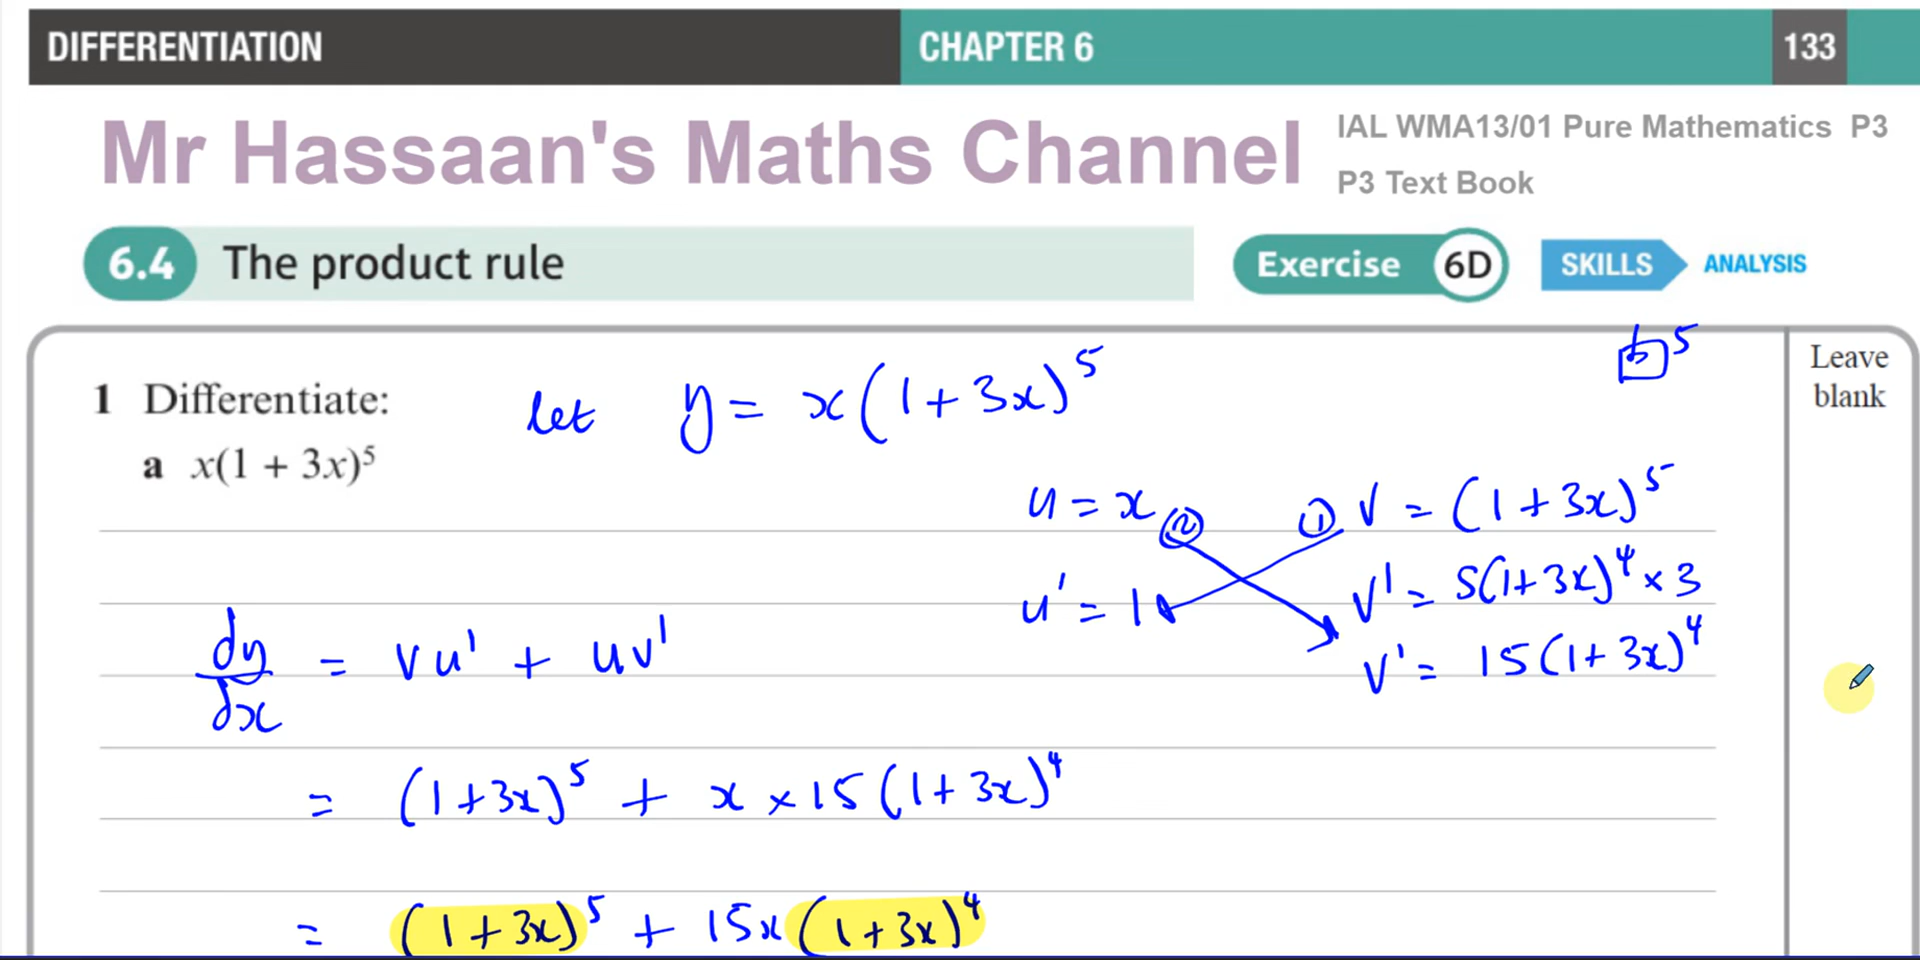 DIFFERENTIATION CHAPTER 6 133
Mr Hassaan's Maths Channel
IAL WMA13/01 Pure Mathematics P3
P3 Text Book
6.4 The product rule Exercise 6D SKILLS ANALYSIS
Leave
blank
1 Differentiate: let y = x(1+3x)⁵
a x(1 + 3x)⁵
u = x ② ① v = (1+3x)⁵
u' = 1 v' = 5(1+3x)⁴ × 3
v' = 15(1+3x)⁴
dy/dx = vu' + uv'
= (1+3x)⁵ + x × 15(1+3x)⁴
= (1+3x)⁵ + 15x(1+3x)⁴